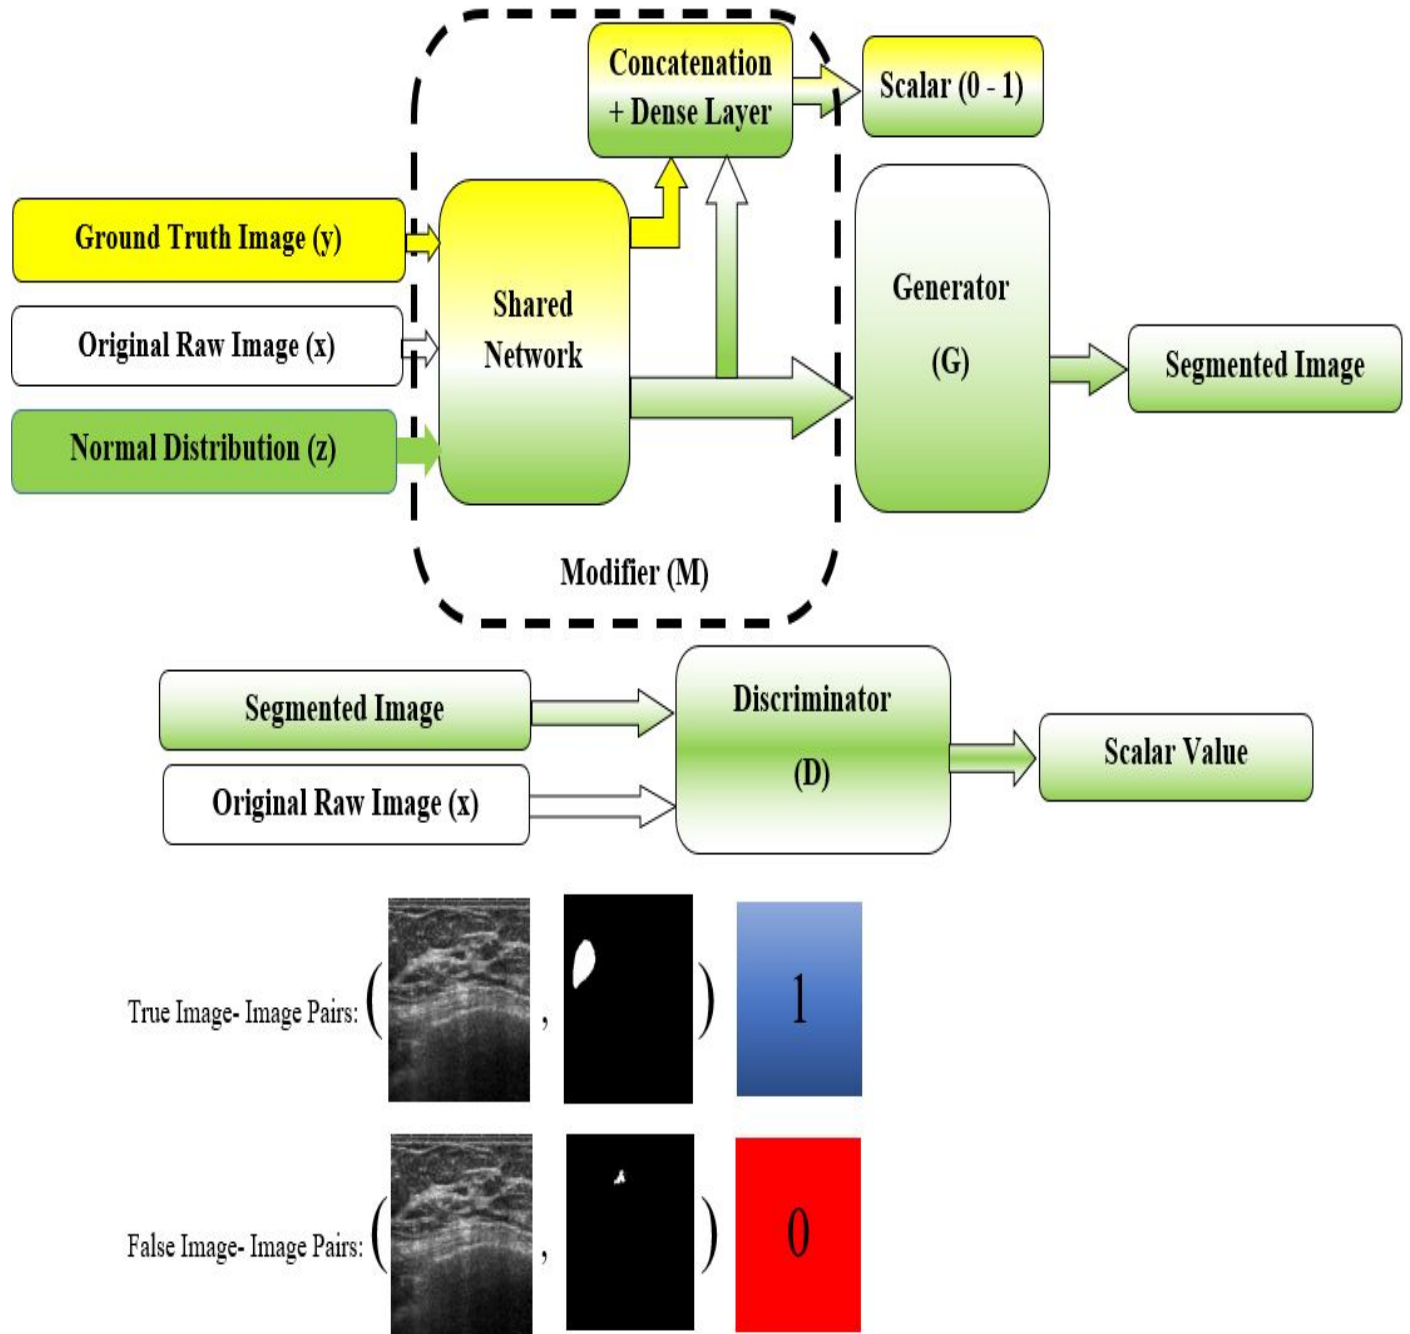 Concatenation
+ Dense Layer
Scalar (0 - 1)
Ground Truth Image (y)
Original Raw Image (x)
Normal Distribution (z)
Shared
Network
Generator
(G)
Segmented Image
Modifier (M)
Segmented Image
Original Raw Image (x)
Discriminator
(D)
Scalar Value
True Image- Image Pairs: ( , ) 1
False Image- Image Pairs: ( , ) 0